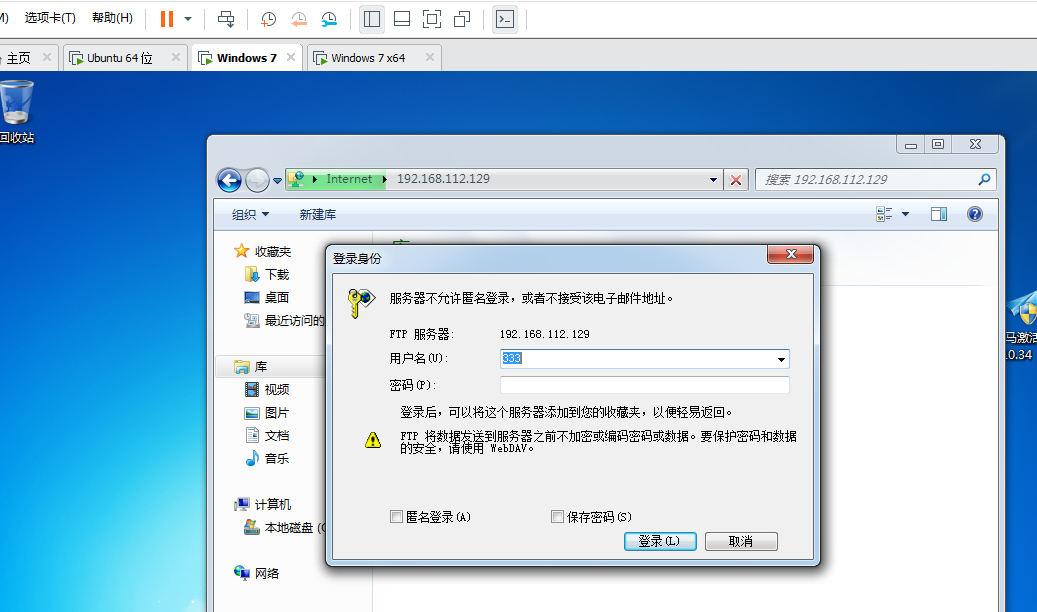 M)
选项卡(T)
帮助(H)
主页
Ubuntu 64 位
Windows 7
Windows 7 x64
回收站
Internet
192.168.112.129
搜索 192.168.112.129
组织
新建库
收藏夹
下载
桌面
最近访问的
库
视频
图片
文档
音乐
计算机
本地磁盘 (C
网络
登录身份
服务器不允许匿名登录，或者不接受该电子邮件地址。
FTP 服务器:
192.168.112.129
用户名(U):
333
密码(P):
登录后，可以将这个服务器添加到您的收藏夹，以便轻易返回。
FTP 将数据发送到服务器之前不加密或编码密码或数据。要保护密码和数据
的安全，请使用 WebDAV。
匿名登录(A)
保存密码(S)
登录(L)
取消
马激活
.0.34